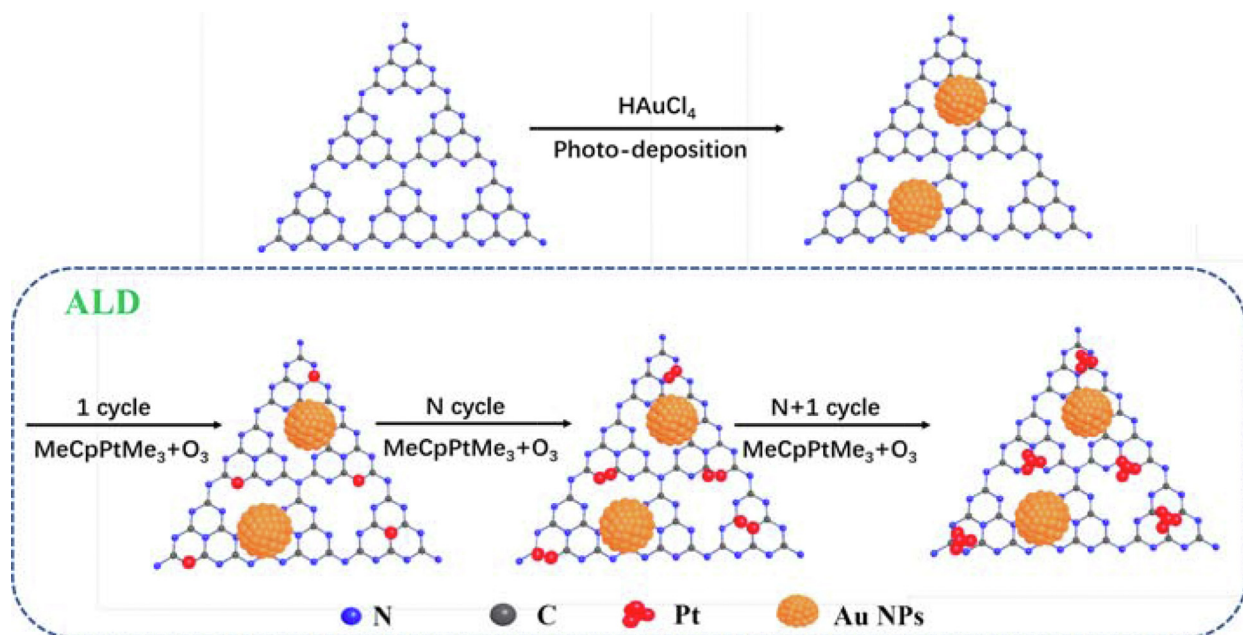 HAuCl₄
Photo-deposition
ALD
1 cycle
MeCpPtMe₃+O₃
N cycle
MeCpPtMe₃+O₃
N+1 cycle
MeCpPtMe₃+O₃
N
C
Pt
Au NPs